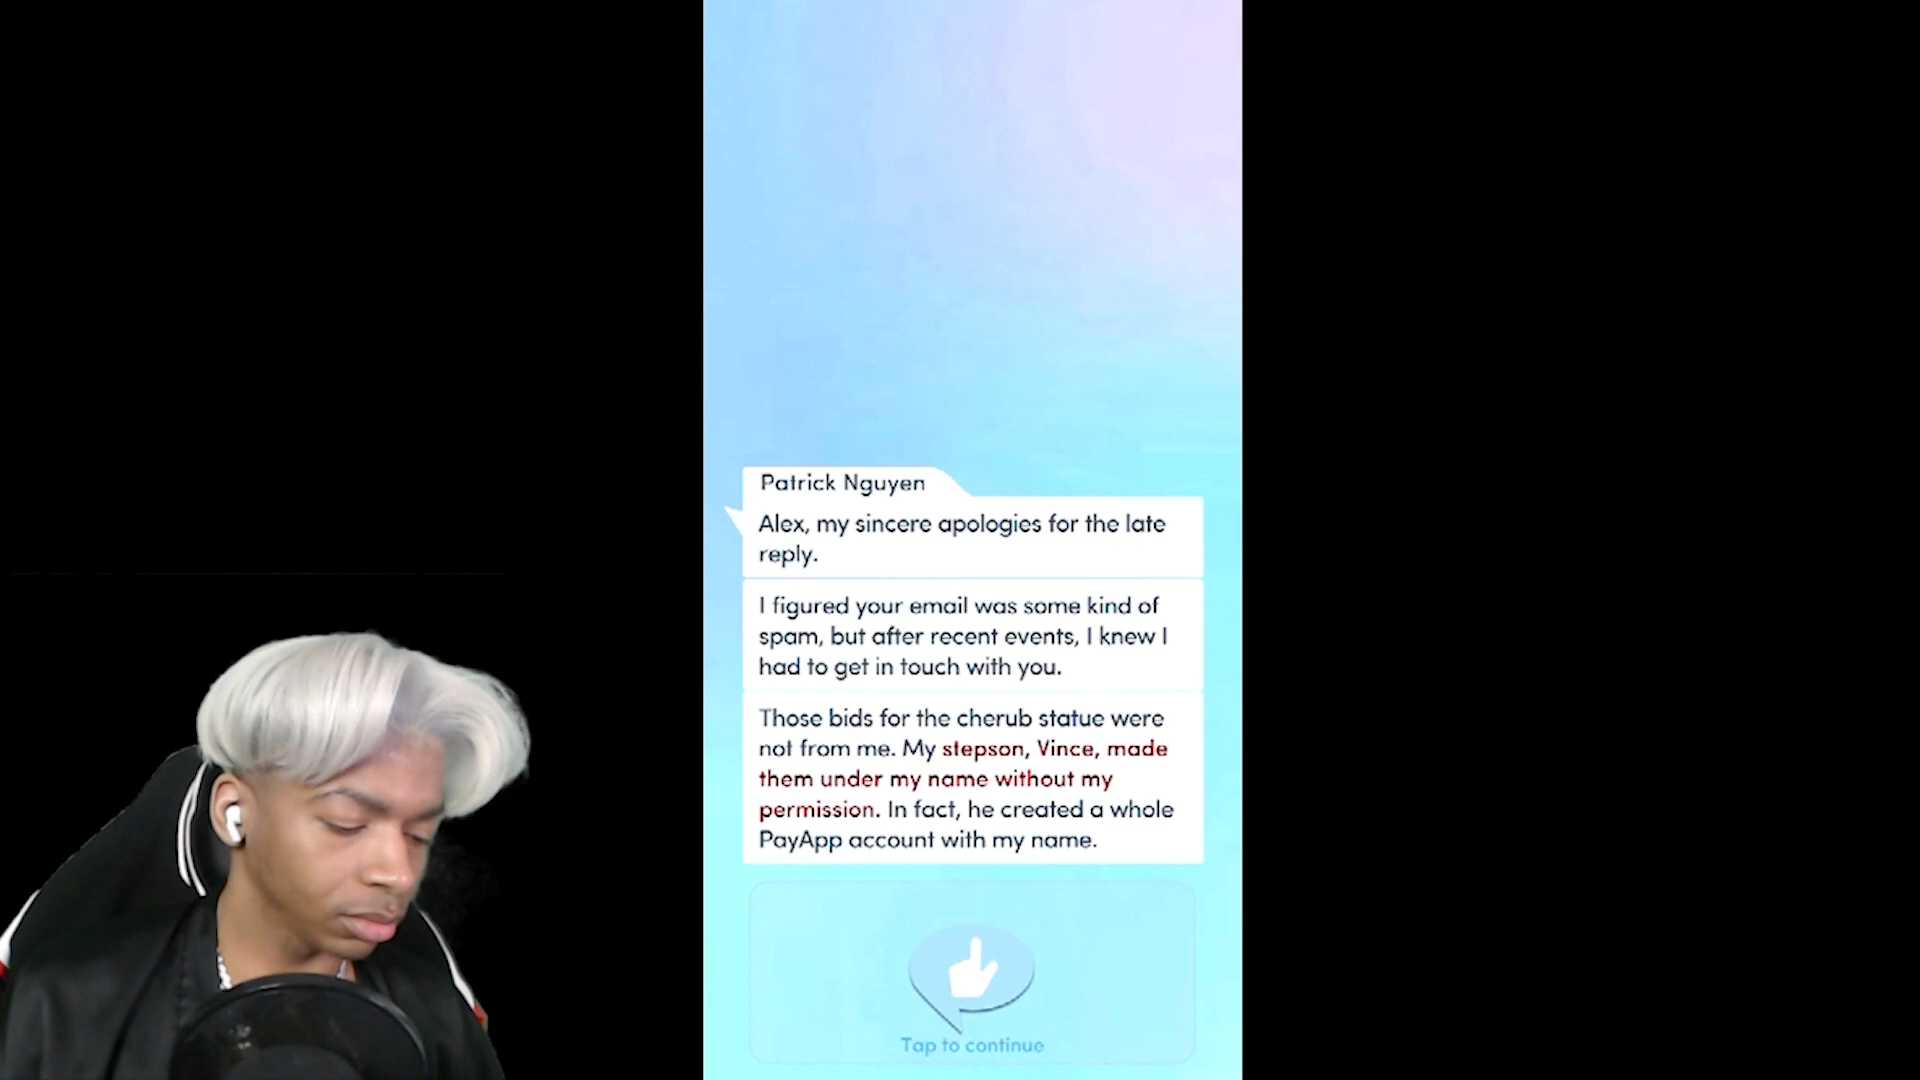 Patrick Nguyen
Alex, my sincere apologies for the late
reply.
I figured your email was some kind of
spam, but after recent events, I knew I
had to get in touch with you.
Those bids for the cherub statue were
not from me. My stepson, Vince, made
them under my name without my
permission. In fact, he created a whole
PayApp account with my name.
Tap to continue